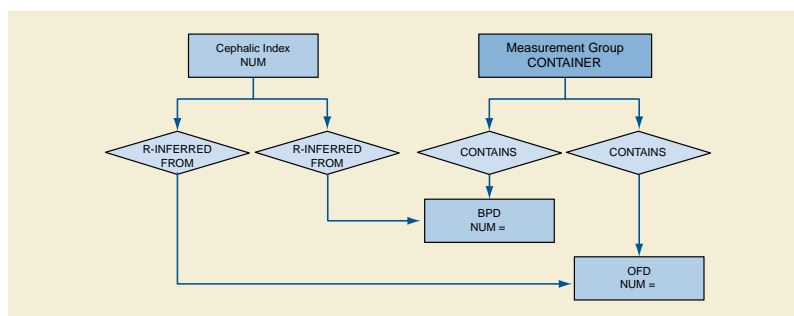 Cephalic Index
NUM
Measurement Group
CONTAINER
R-INFERRED
FROM
R-INFERRED
FROM
CONTAINS
CONTAINS
BPD
NUM =
OFD
NUM =